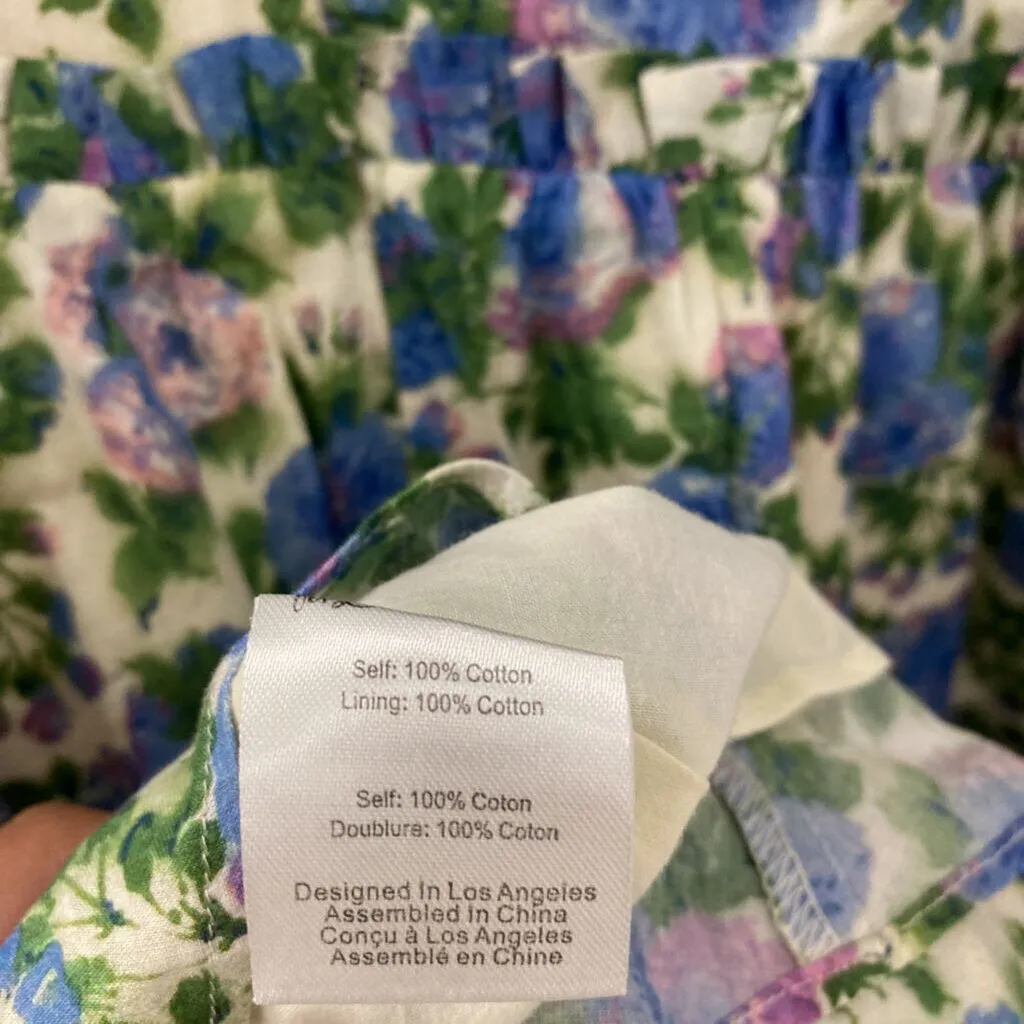 Self: 100% Cotton
Lining: 100% Cotton
Self: 100% Coton
Doublure: 100% Coton
Designed in Los Angeles
Assembled in China
Conçu à Los Angeles
Assemblé en Chine